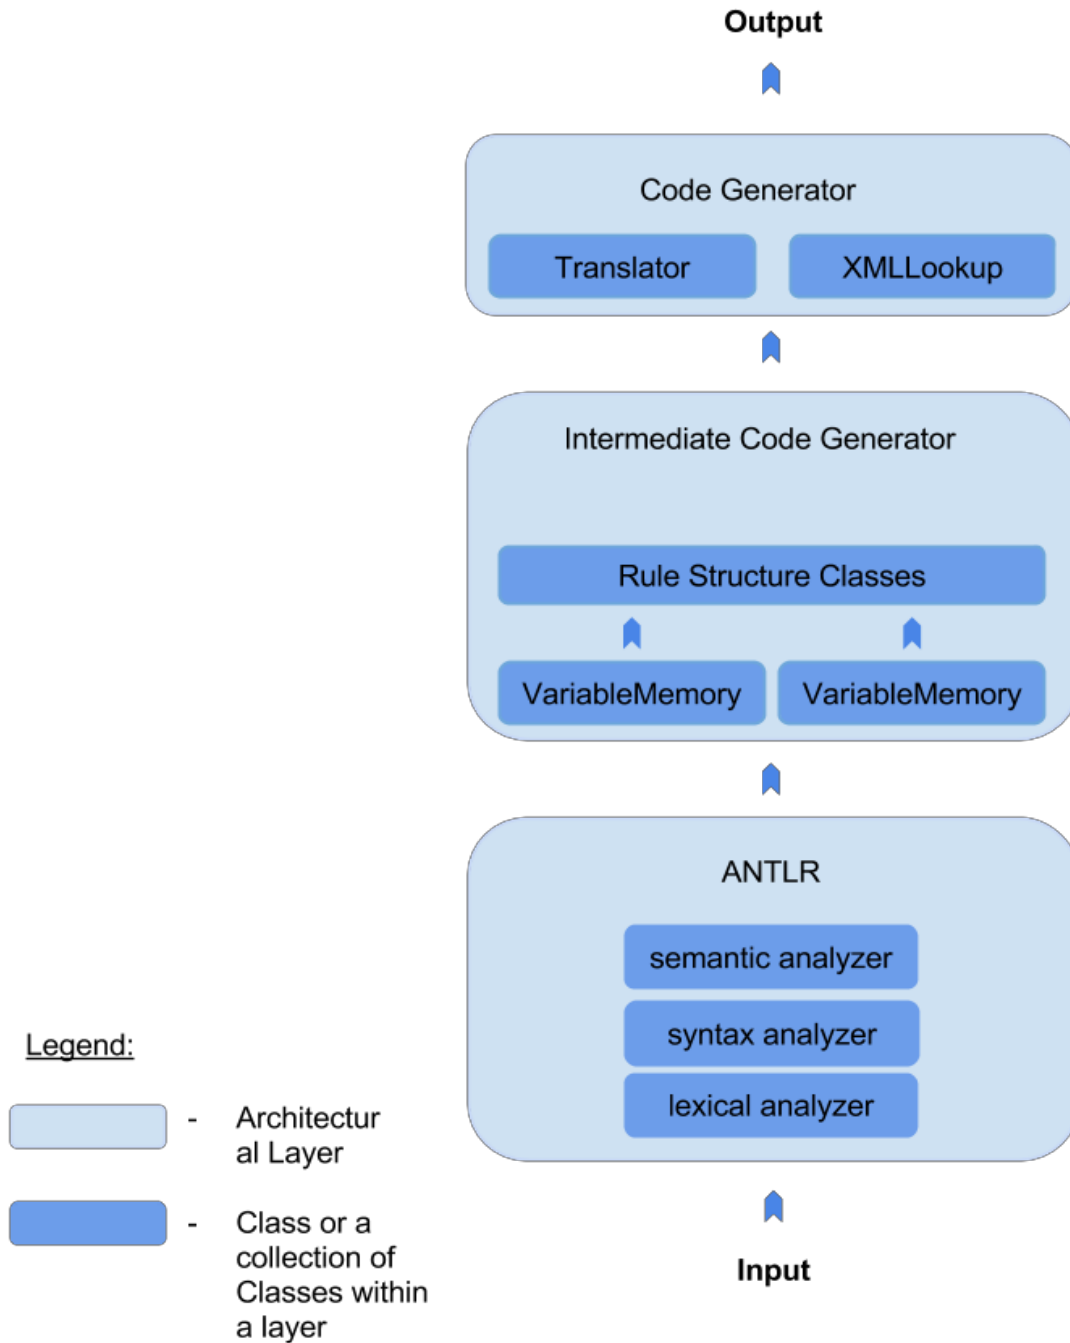 Output
Code Generator
Translator
XMLLookup
Intermediate Code Generator
Rule Structure Classes
VariableMemory
VariableMemory
ANTLR
semantic analyzer
syntax analyzer
lexical analyzer
Input
Legend:
- Architectur
al Layer
- Class or a
collection of
Classes within
a layer